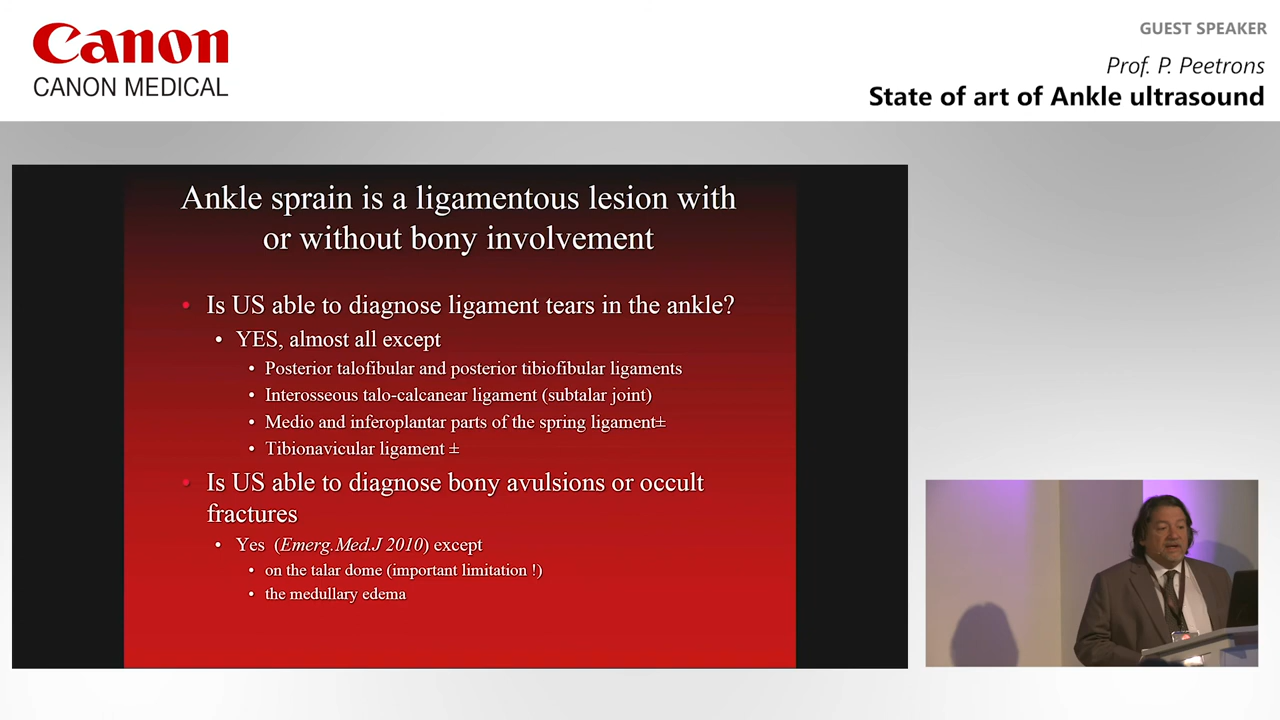 Canon
CANON MEDICAL
GUEST SPEAKER
Prof. P. Peetrons
State of art of Ankle ultrasound
Ankle sprain is a ligamentous lesion with
or without bony involvement
• Is US able to diagnose ligament tears in the ankle?
• YES, almost all except
• Posterior talofibular and posterior tibiofibular ligaments
• Interosseous talo-calcanear ligament (subtalar joint)
• Medio and inferoplantar parts of the spring ligament±
• Tibionavicular ligament ±
• Is US able to diagnose bony avulsions or occult
fractures
• Yes (Emerg.Med.J 2010) except
• on the talar dome (important limitation !)
• the medullary edema